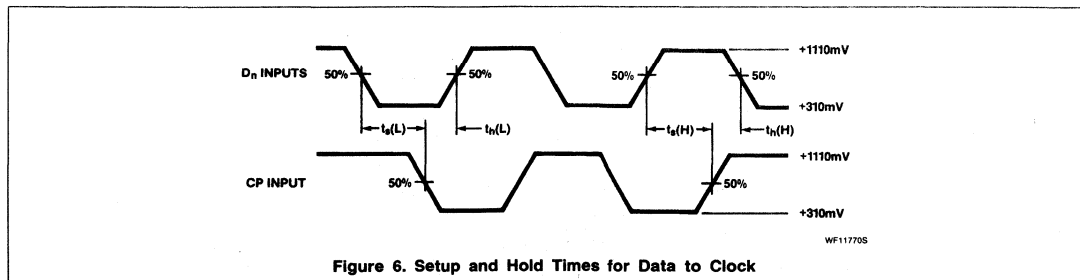 +1110mV
Dn INPUTS
50%
50%
50%
50%
+310mV
ts(L)
th(L)
ts(H)
th(H)
+1110mV
CP INPUT
50%
50%
+310mV
WF11770S
Figure 6. Setup and Hold Times for Data to Clock